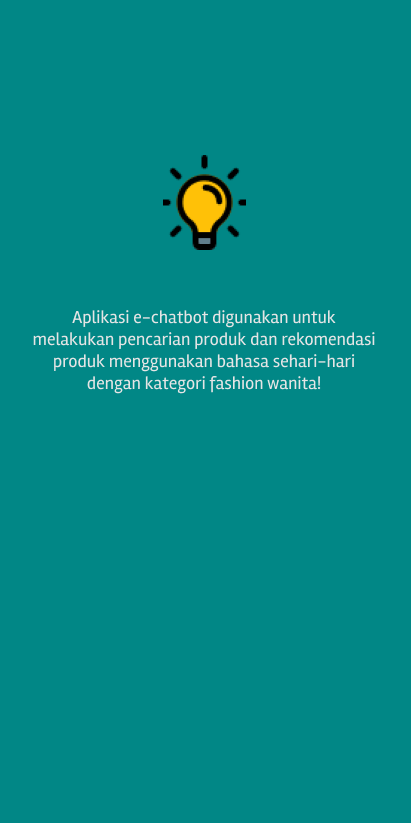 Aplikasi e-chatbot digunakan untuk
melakukan pencarian produk dan rekomendasi
produk menggunakan bahasa sehari-hari
dengan kategori fashion wanita!